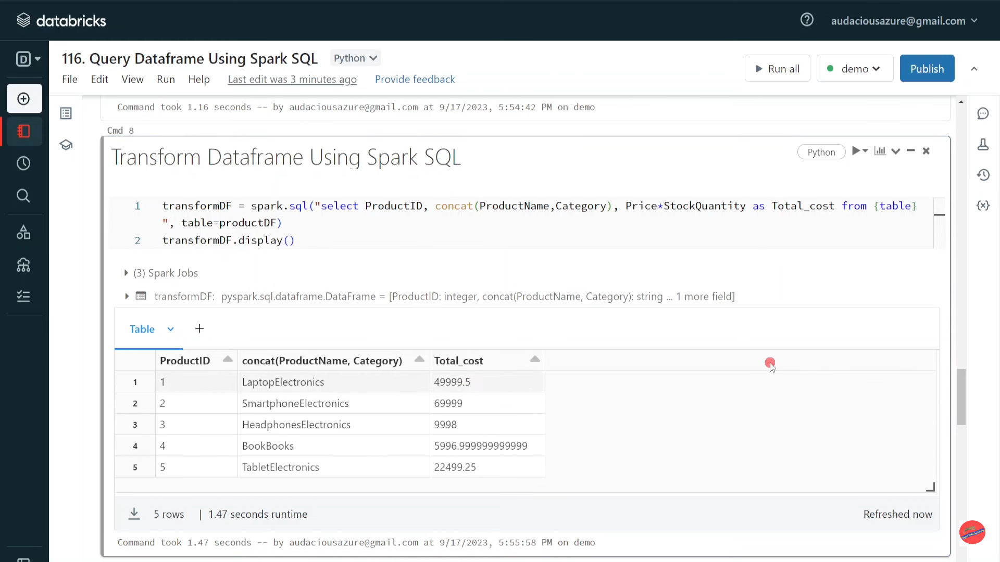 databricks
audaciousazure@gmail.com
116. Query Dataframe Using Spark SQL
Python
File Edit View Run Help Last edit was 3 minutes ago Provide feedback
Run all
demo
Publish
Command took 1.16 seconds -- by audaciousazure@gmail.com at 9/17/2023, 5:54:42 PM on demo
Cmd 8
Transform Dataframe Using Spark SQL
Python
1 transformDF = spark.sql("select ProductID, concat(ProductName,Category), Price*StockQuantity as Total_cost from {table}
", table=productDF)
2 transformDF.display()
(3) Spark Jobs
transformDF: pyspark.sql.dataframe.DataFrame = [ProductID: integer, concat(ProductName, Category): string ... 1 more field]
Table +
ProductID concat(ProductName, Category) Total_cost
1 1 LaptopElectronics 49999.5
2 2 SmartphoneElectronics 69999
3 3 HeadphonesElectronics 9998
4 4 BookBooks 5996.999999999999
5 5 TabletElectronics 22499.25
5 rows | 1.47 seconds runtime
Refreshed now
Command took 1.47 seconds -- by audaciousazure@gmail.com at 9/17/2023, 5:55:58 PM on demo